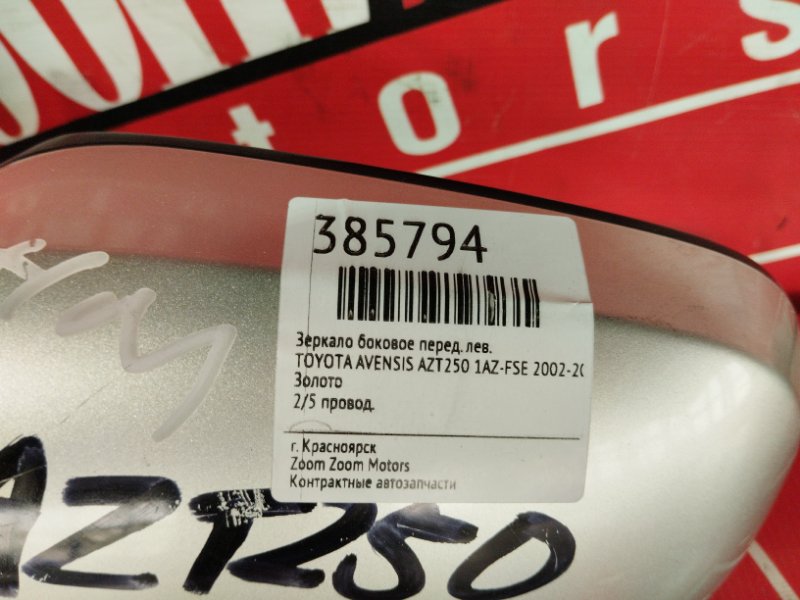 tors
385794
Зеркало боковое перед. лев.
TOYOTA AVENSIS AZT250 1AZ-FSE 2002-20
Золото
2/5 провод.
г. Красноярск
Zoom Zoom Motors
Контрактные автозапчасти
AZT250